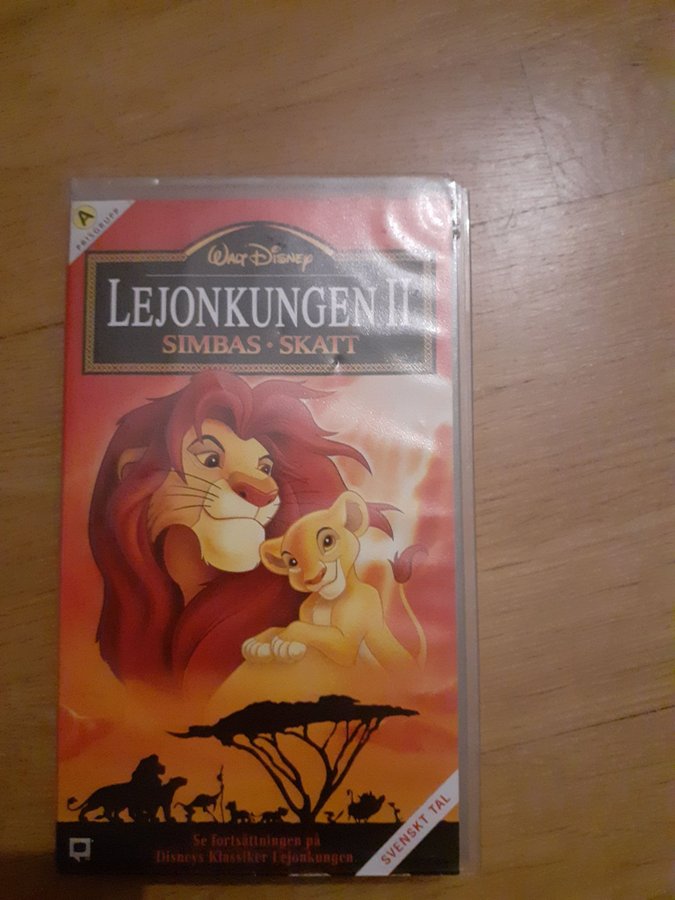 A
PRISGRUPP
WALT DISNEY
LEJONKUNGEN II
SIMBAS · SKATT
Se fortsättningen på
Disneys Klassiker Lejonkungen
SVENSKT TAL